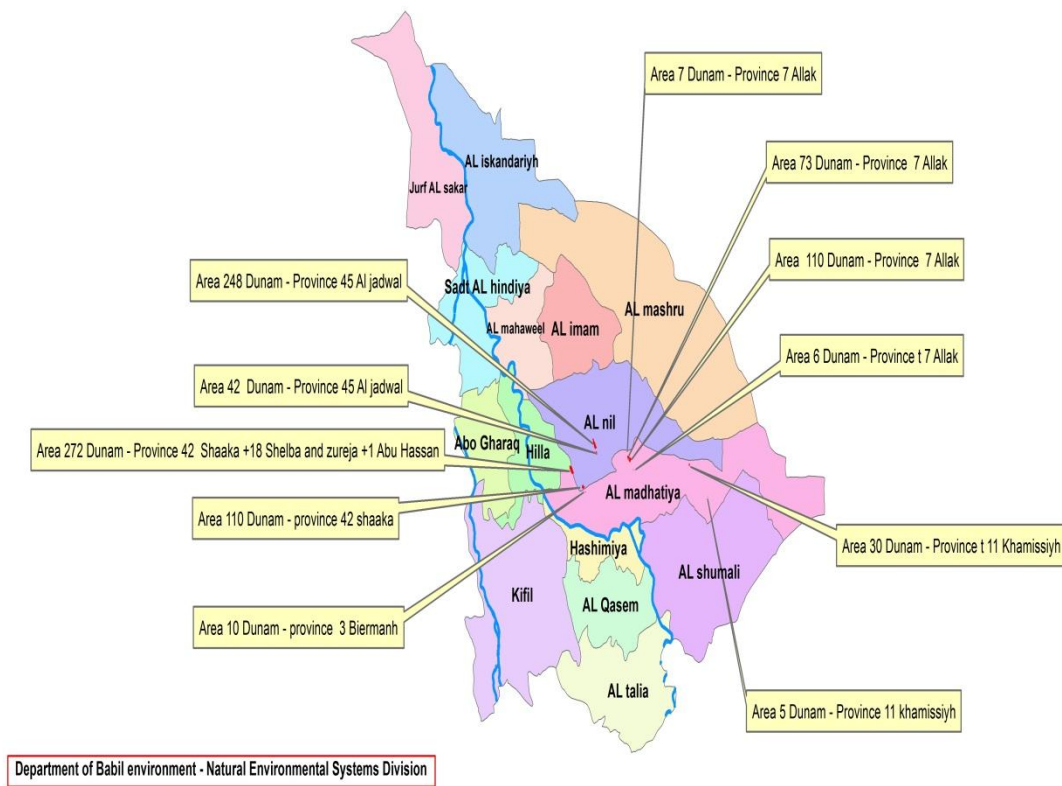 Area 7 Dunam - Province 7 Allak
AL iskandariyh
Area 73 Dunam - Province 7 Allak
Jurf AL sakar
Area 110 Dunam - Province 7 Allak
Area 248 Dunam - Province 45 Al jadwal
Sadt AL hindiya
AL mashru
AL mahaweel
AL imam
Area 6 Dunam - Province t 7 Allak
Area 42 Dunam - Province 45 Al jadwal
AL nil
Area 272 Dunam - Province 42 Shaaka +18 Shelba and zureja +1 Abu Hassan
Abo Gharaq
Hilla
AL madhatiya
Area 110 Dunam - province 42 shaaka
Area 30 Dunam - Province t 11 Khamissiyh
Hashimiya
AL shumali
Kifil
AL Qasem
Area 10 Dunam - province 3 Biermanh
AL talia
Area 5 Dunam - Province 11 khamissiyh
Department of Babil environment - Natural Environmental Systems Division